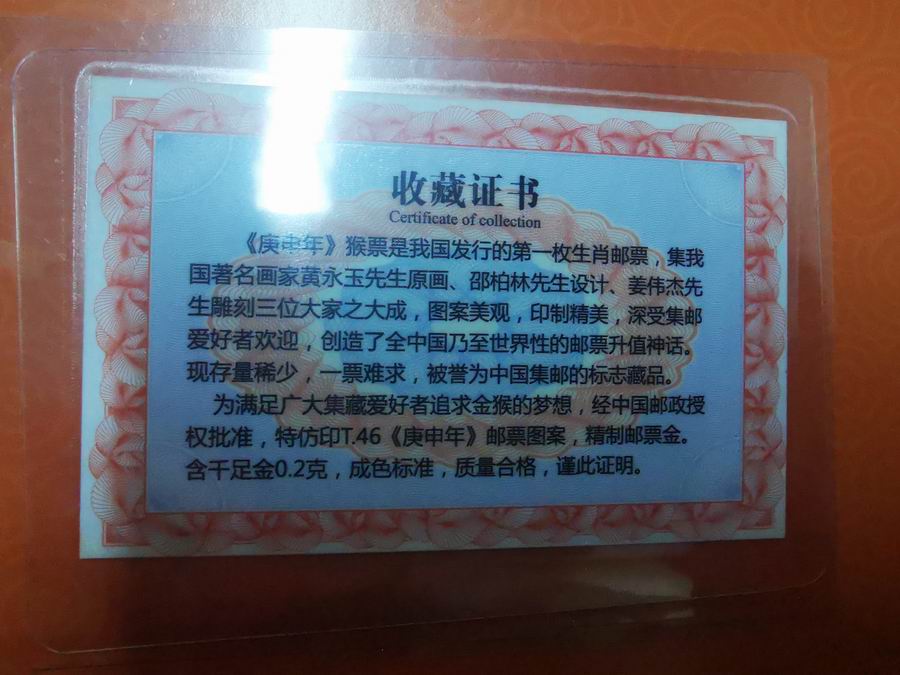 收藏证书
Certificate of collection
《庚申年》猴票是我国发行的第一枚生肖邮票，集我
国著名画家黄永玉先生原画、邵柏林先生设计、姜伟杰先
生雕刻三位大家之大成，图案美观，印制精美，深受集邮
爱好者欢迎，创造了全中国乃至世界性的邮票升值神话。
现存量稀少，一票难求，被誉为中国集邮的标志藏品。
为满足广大集藏爱好者追求金猴的梦想，经中国邮政授
权批准，特仿印T.46《庚申年》邮票图案，精制邮票金。
含千足金0.2克，成色标准，质量合格，谨此证明。